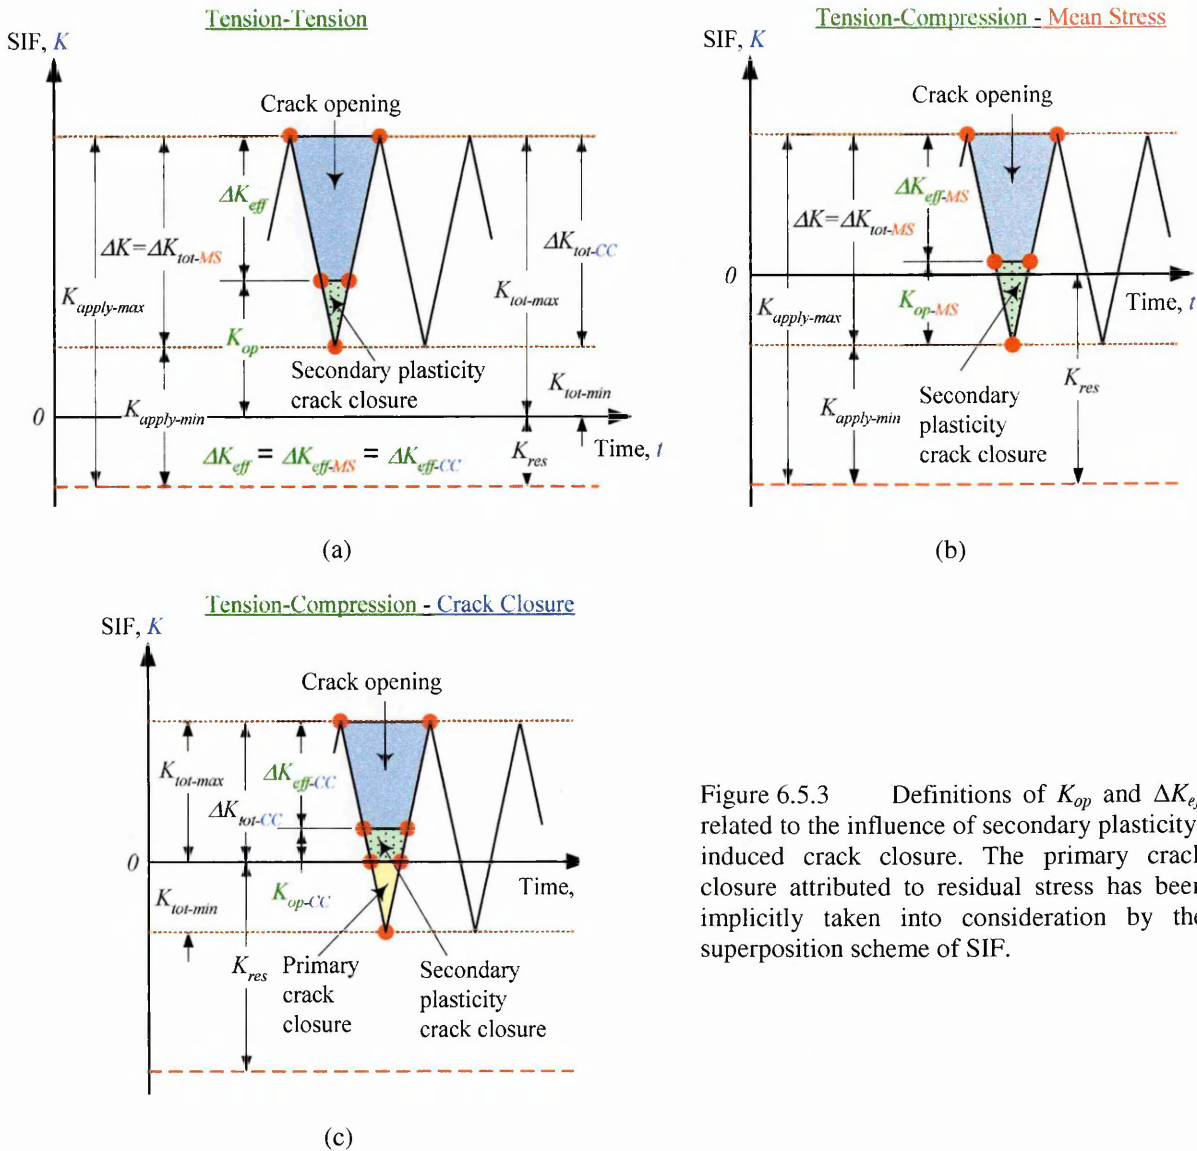 Tension-Tension
SIF, K
Crack opening
ΔK_eff
ΔK=ΔK_tot-MS
ΔK_tot-CC
K_apply-max
K_tot-max
K_op
Secondary plasticity
crack closure
K_tot-min
K_apply-min
0
Time, t
K_res
ΔK_eff = ΔK_eff-MS = ΔK_eff-CC
(a)
Tension-Compression - Mean Stress
SIF, K
Crack opening
ΔK_eff-MS
ΔK=ΔK_tot-MS
0
Time, t
K_op-MS
K_apply-max
K_res
K_apply-min
Secondary
plasticity
crack closure
(b)
Tension-Compression - Crack Closure
SIF, K
Crack opening
K_tot-max
ΔK_eff-CC
ΔK_tot-CC
0
Time,
K_op-CC
K_tot-min
K_res
Primary
crack
closure
Secondary
plasticity
crack closure
(c)
Figure 6.5.3 Definitions of K_op and ΔK_ef
related to the influence of secondary plasticity
induced crack closure. The primary crack
closure attributed to residual stress has been
implicitly taken into consideration by the
superposition scheme of SIF.